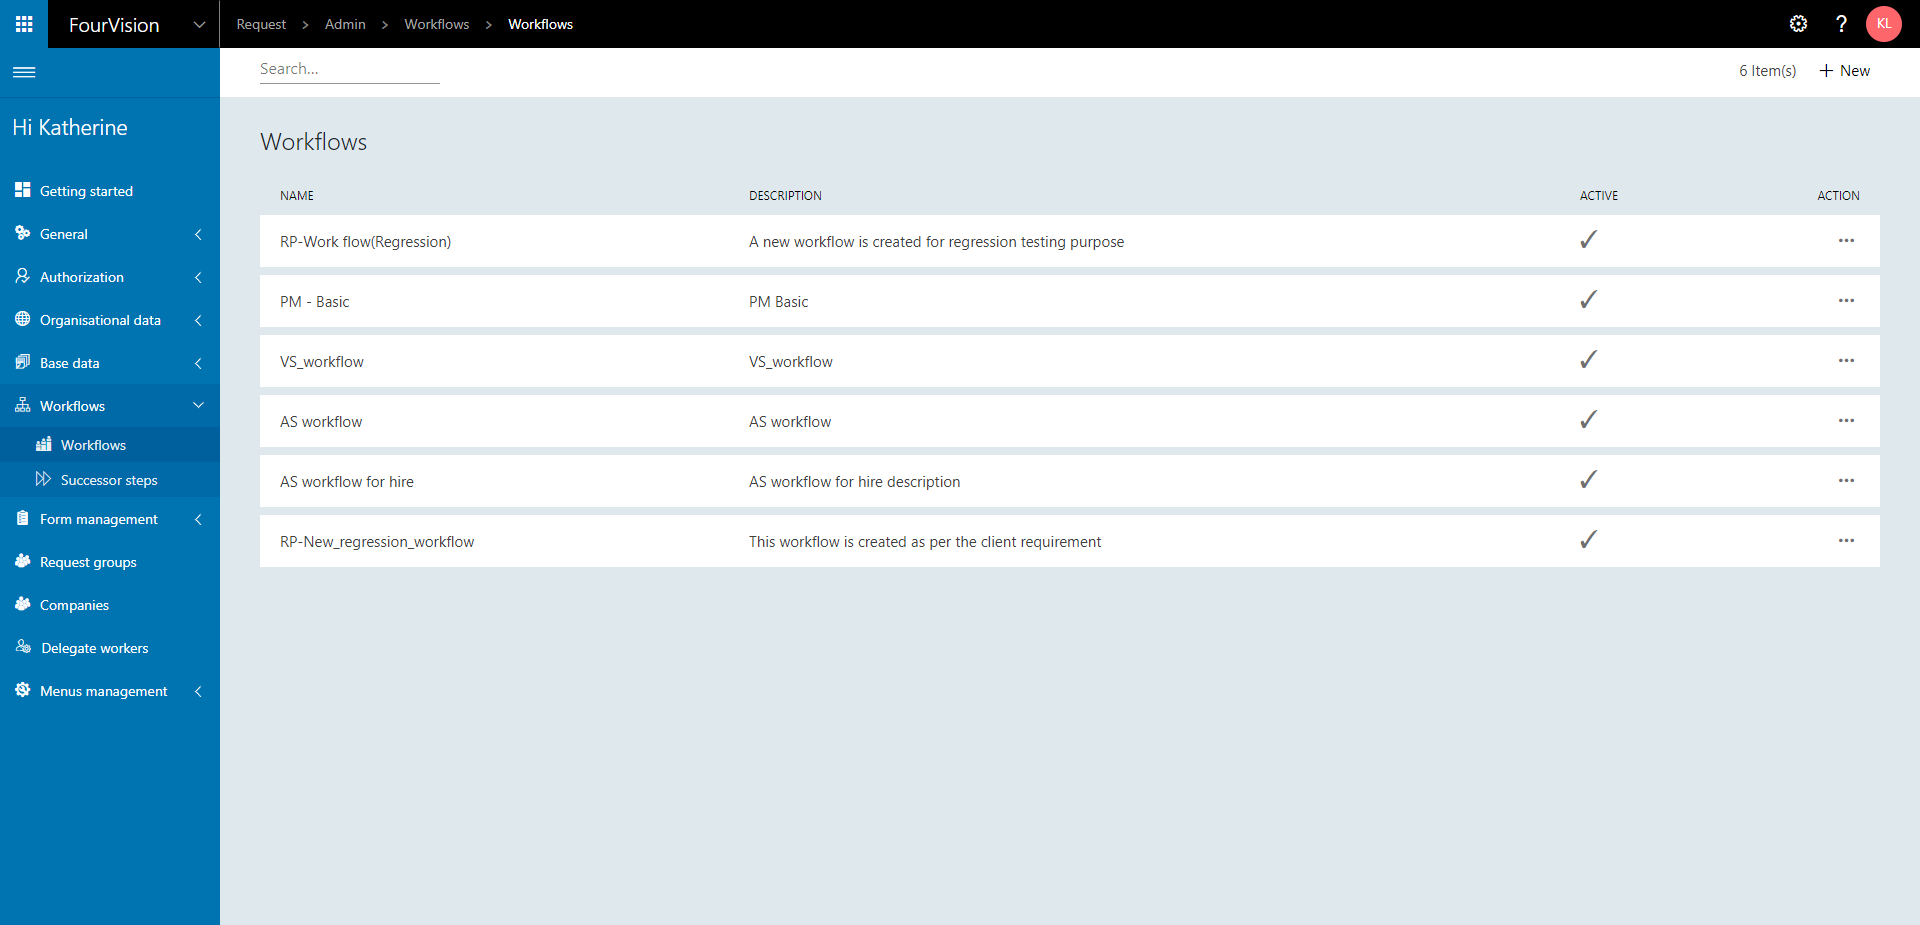 FourVision
Request > Admin > Workflows > Workflows
? KL
Search...
6 Item(s) + New
Hi Katherine
Getting started
General
Authorization
Organisational data
Base data
Workflows
Workflows
Successor steps
Form management
Request groups
Companies
Delegate workers
Menus management
Workflows
NAME DESCRIPTION ACTIVE ACTION
RP-Work flow(Regression) A new workflow is created for regression testing purpose ✓ ...
PM - Basic PM Basic ✓ ...
VS_workflow VS_workflow ✓ ...
AS workflow AS workflow ✓ ...
AS workflow for hire AS workflow for hire description ✓ ...
RP-New_regression_workflow This workflow is created as per the client requirement ✓ ...